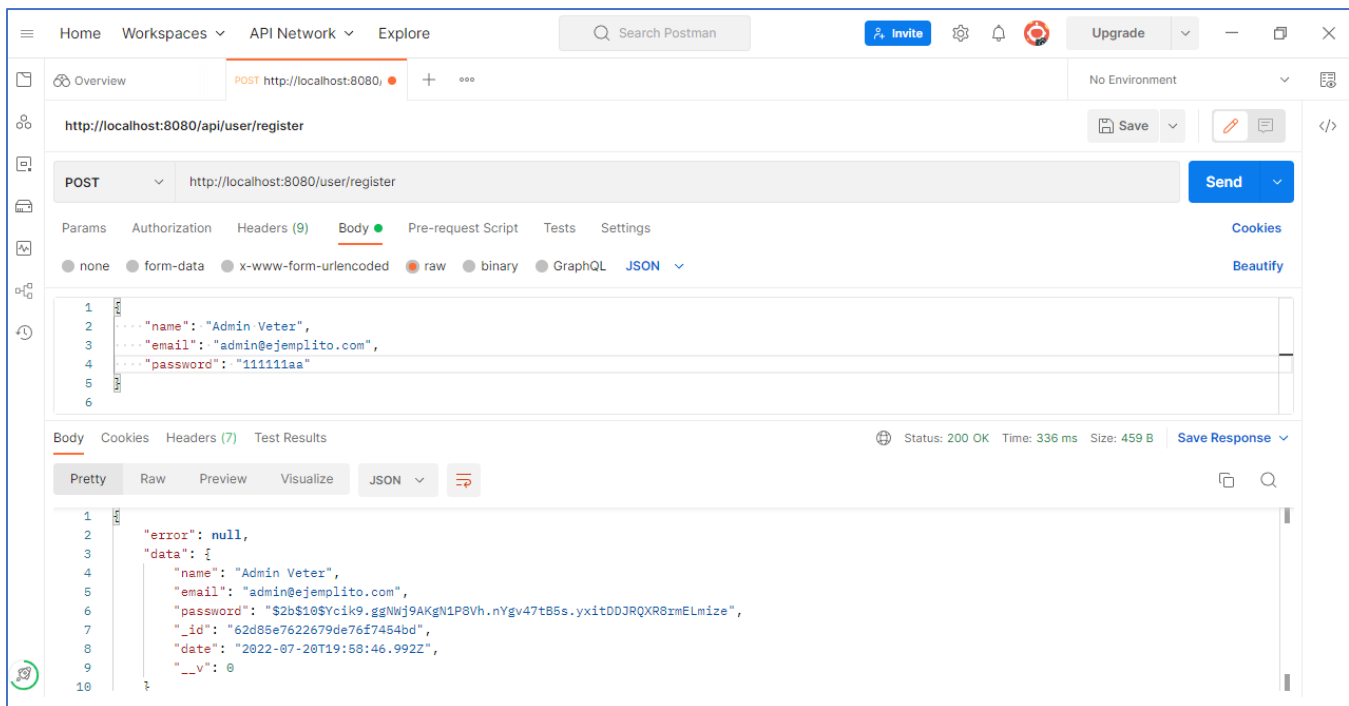 Home Workspaces API Network Explore Search Postman Invite Upgrade
Overview POST http://localhost:8080/ No Environment
http://localhost:8080/api/user/register Save
POST http://localhost:8080/user/register Send
Params Authorization Headers (9) Body Pre-request Script Tests Settings Cookies
none form-data x-www-form-urlencoded raw binary GraphQL JSON Beautify
1 {
2 "name": "Admin Veter",
3 "email": "admin@ejemplito.com",
4 "password": "111111aa"
5 }
6
Body Cookies Headers (7) Test Results Status: 200 OK Time: 336 ms Size: 459 B Save Response
Pretty Raw Preview Visualize JSON
1 {
2 "error": null,
3 "data": {
4 "name": "Admin Veter",
5 "email": "admin@ejemplito.com",
6 "password": "$2b$10$Ycik9.ggNWj9AKgN1P8Vh.nYgv47tB5s.yxitDDJRQXR8rmELmize",
7 "_id": "62d85e7622679de76f7454bd",
8 "date": "2022-07-20T19:58:46.992Z",
9 "__v": 0
10 }